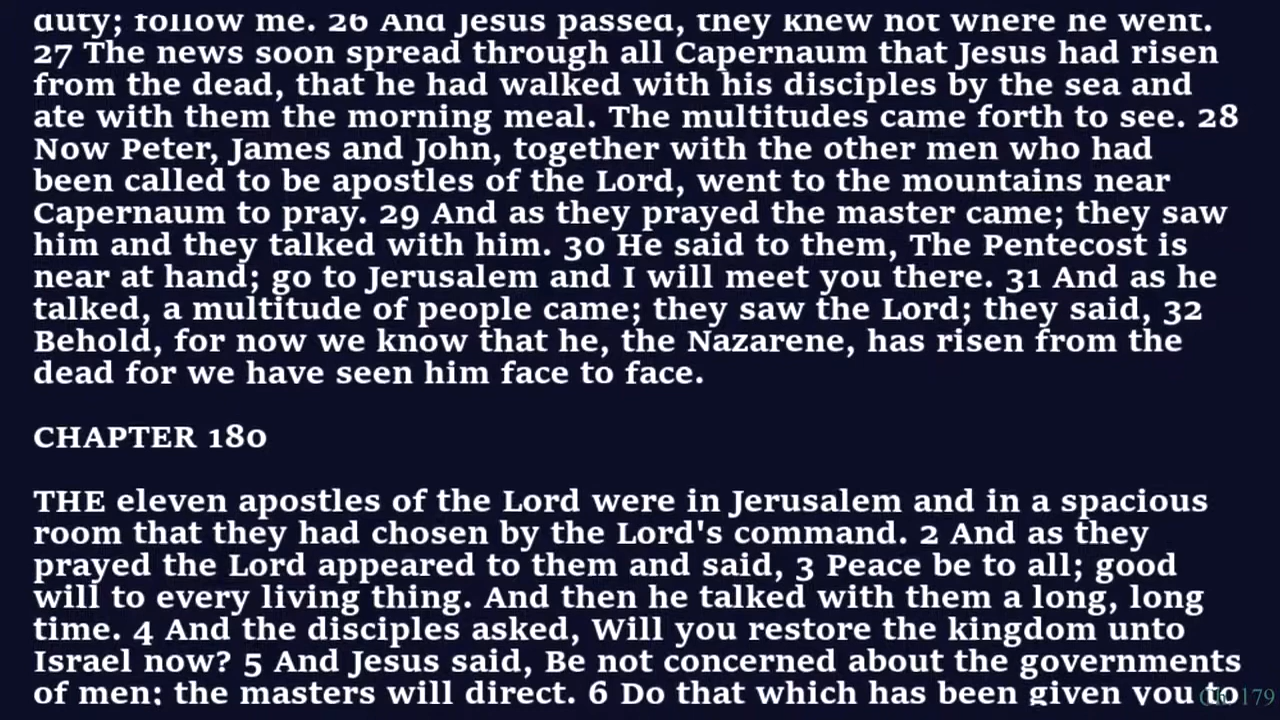 duty; follow me. 26 And Jesus passed, they knew not where he went.
27 The news soon spread through all Capernaum that Jesus had risen
from the dead, that he had walked with his disciples by the sea and
ate with them the morning meal. The multitudes came forth to see. 28
Now Peter, James and John, together with the other men who had
been called to be apostles of the Lord, went to the mountains near
Capernaum to pray. 29 And as they prayed the master came; they saw
him and they talked with him. 30 He said to them, The Pentecost is
near at hand; go to Jerusalem and I will meet you there. 31 And as he
talked, a multitude of people came; they saw the Lord; they said, 32
Behold, for now we know that he, the Nazarene, has risen from the
dead for we have seen him face to face.
CHAPTER 180
THE eleven apostles of the Lord were in Jerusalem and in a spacious
room that they had chosen by the Lord's command. 2 And as they
prayed the Lord appeared to them and said, 3 Peace be to all; good
will to every living thing. And then he talked with them a long, long
time. 4 And the disciples asked, Will you restore the kingdom unto
Israel now? 5 And Jesus said, Be not concerned about the governments
of men; the masters will direct. 6 Do that which has been given you to
Ch. 179